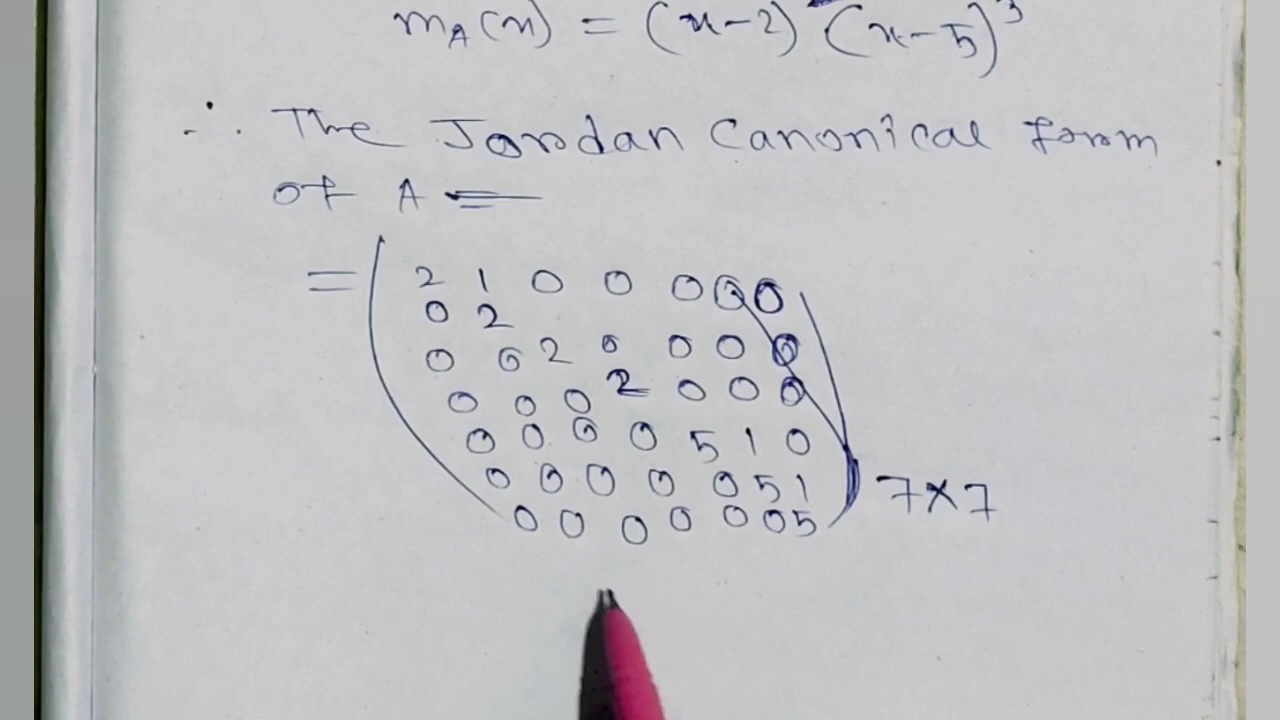 mA(x) = (x-2)² (x-5)³
∴ The Jordan Canonical form
of A =
= ( 2 1 0 0 0 0 0
0 2
0 0 2 0 0 0 0
0 0 0 2 0 0 0
0 0 0 0 5 1 0
0 0 0 0 0 5 1
0 0 0 0 0 0 5 ) 7×7